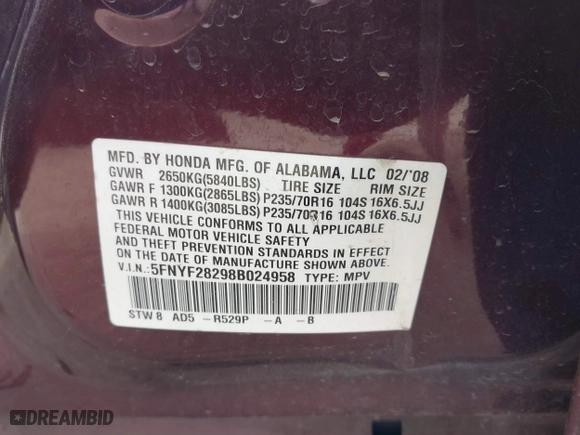 MFD. BY HONDA MFG. OF ALABAMA, LLC 02/'08
GVWR 2650KG(5840LBS) TIRE SIZE RIM SIZE
GAWR F 1300KG(2865LBS) P235/70R16 104S 16X6.5JJ
GAWR R 1400KG(3085LBS) P235/70R16 104S 16X6.5JJ
THIS VEHICLE CONFORMS TO ALL APPLICABLE
FEDERAL MOTOR VEHICLE SAFETY
AND THEFT PREVENTION STANDARDS IN EFFECT
ON THE DATE OF MANUFACTURE SHOWN ABOVE.
V.I.N.: 5FNYF28298B024958 TYPE: MPV
STW 8 AD5 -R529P -A -B
DREAMBID